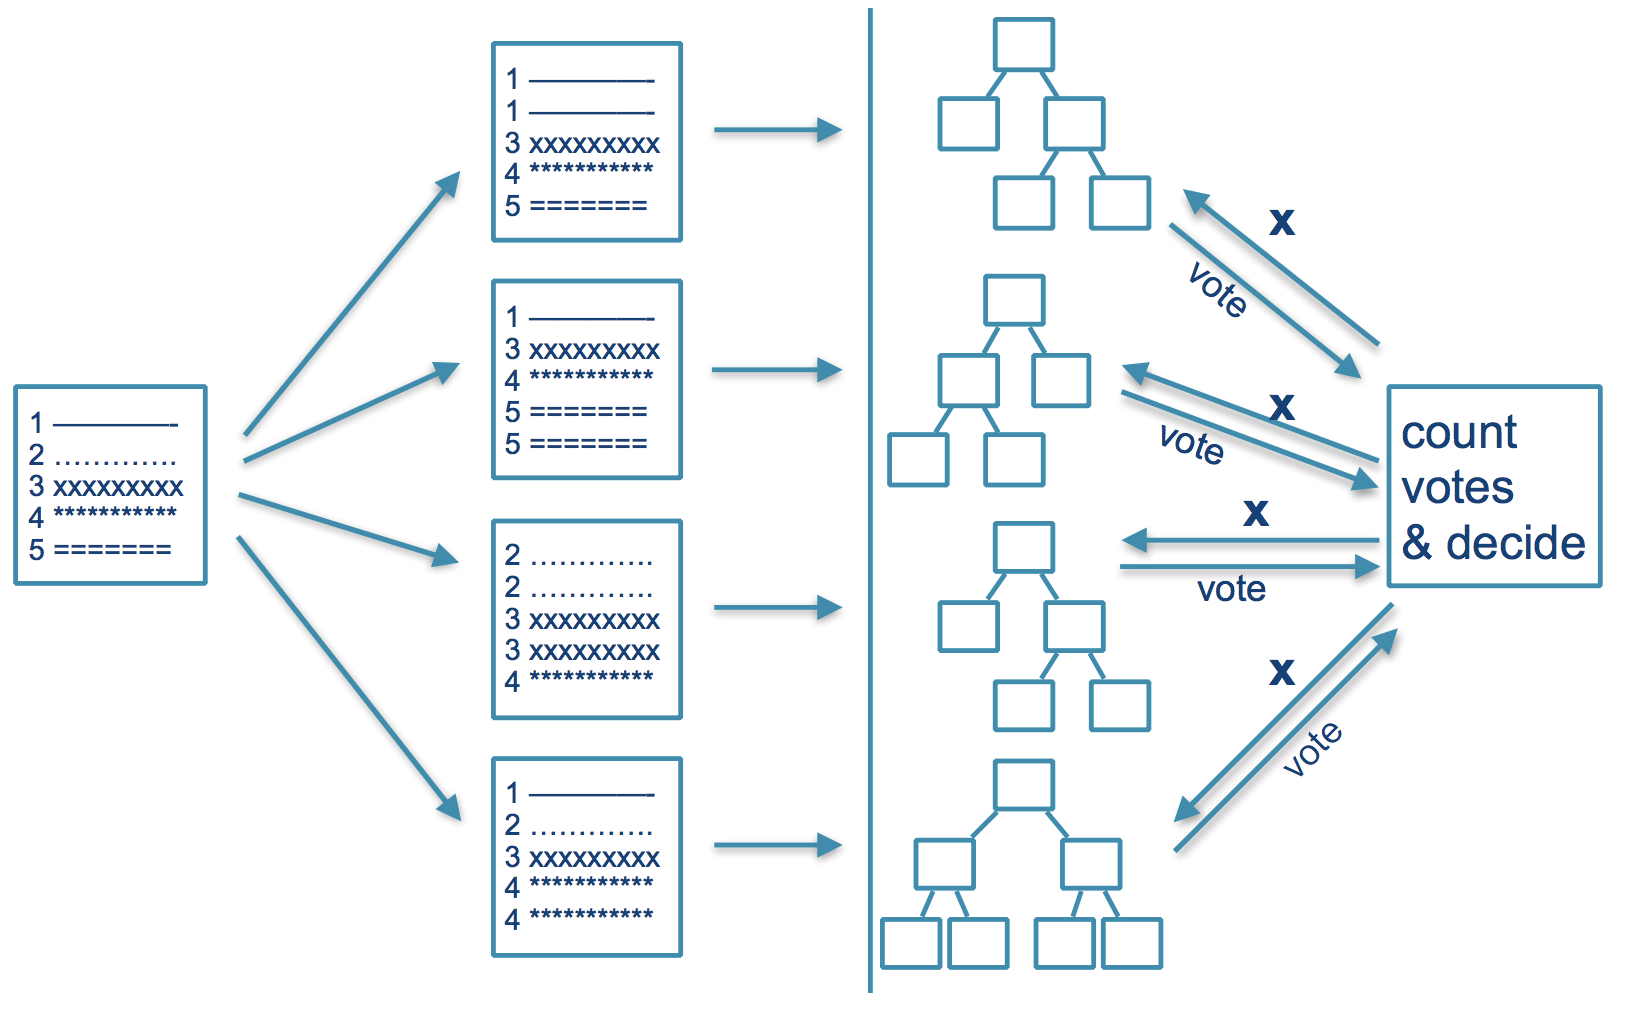 1 ————————-
2 .............
3 xxxxxxxxx
4 ***********
5 =======
1 ————————-
1 ————————-
3 xxxxxxxxx
4 ***********
5 =======
1 ————————-
3 xxxxxxxxx
4 ***********
5 =======
5 =======
2 .............
2 .............
3 xxxxxxxxx
3 xxxxxxxxx
4 ***********
1 ————————-
2 .............
3 xxxxxxxxx
4 ***********
4 ***********
x
vote
x
vote
x
vote
x
vote
count
votes
& decide